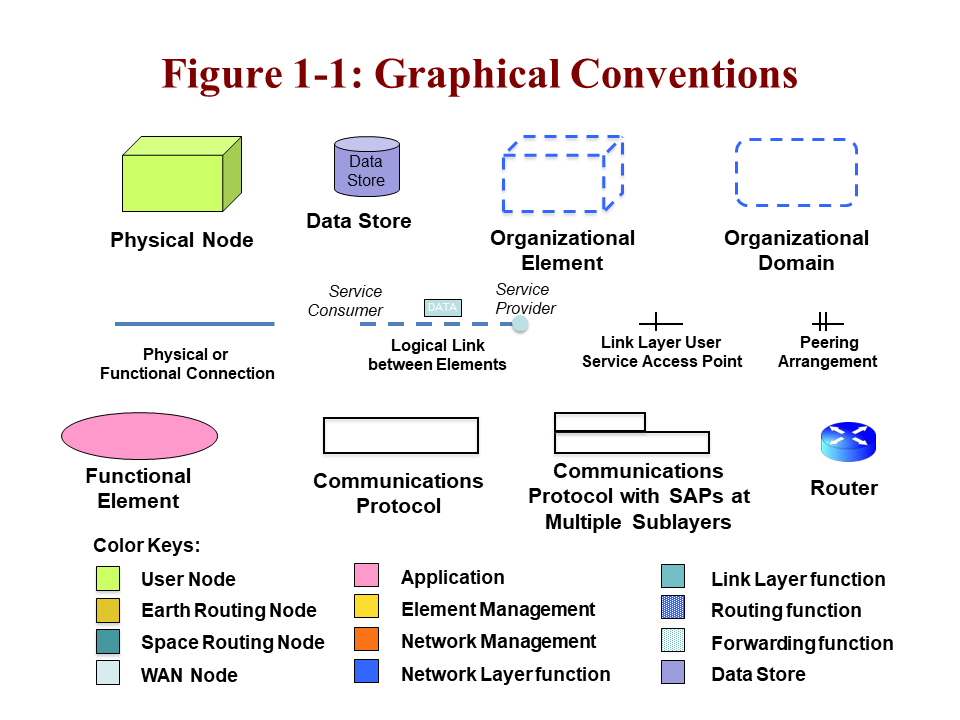 Figure 1-1: Graphical Conventions
Data
Store
Physical Node
Data Store
Organizational
Element
Organizational
Domain
Service
Consumer
DATA
Service
Provider
Physical or
Functional Connection
Logical Link
between Elements
Link Layer User
Service Access Point
Peering
Arrangement
Functional
Element
Communications
Protocol
Communications
Protocol with SAPs at
Multiple Sublayers
Router
Color Keys:
User Node
Earth Routing Node
Space Routing Node
WAN Node
Application
Element Management
Network Management
Network Layer function
Link Layer function
Routing function
Forwarding function
Data Store